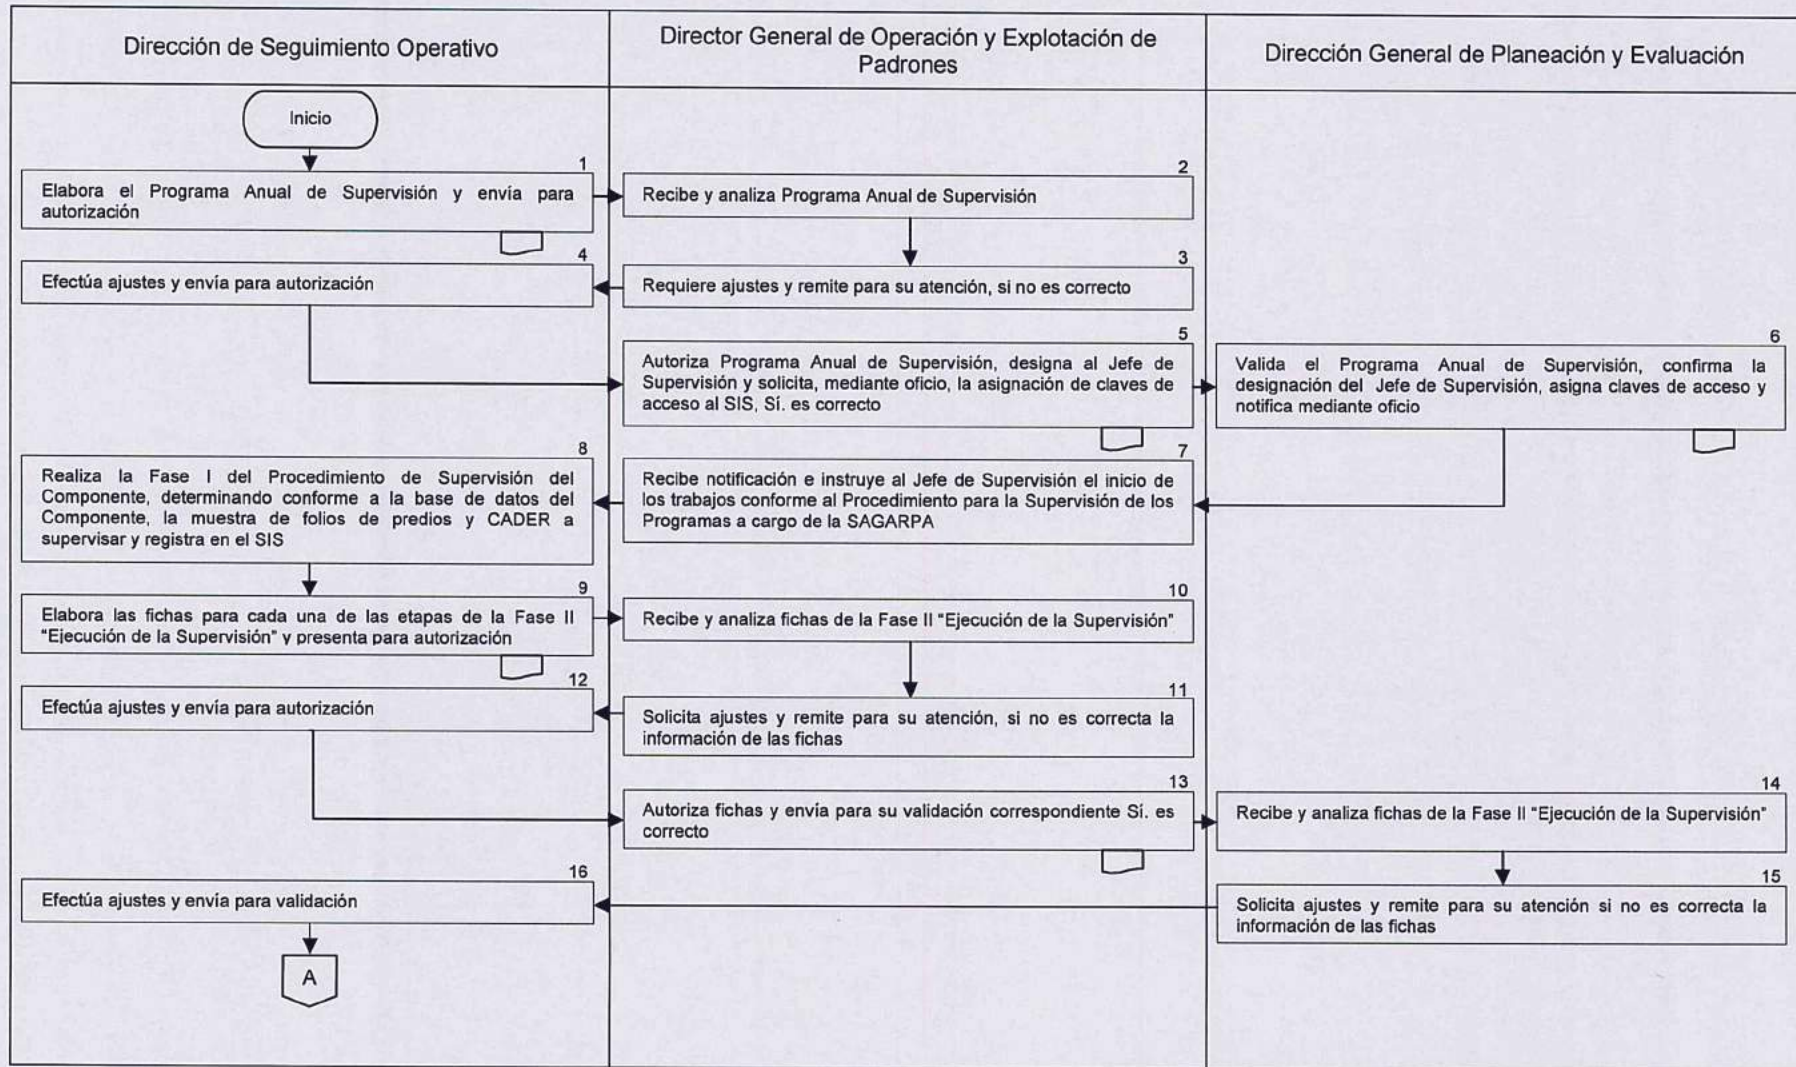 Dirección de Seguimiento Operativo
Director General de Operación y Explotación de
Padrones
Dirección General de Planeación y Evaluación
Inicio
1
Elabora el Programa Anual de Supervisión y envía para
autorización
2
Recibe y analiza Programa Anual de Supervisión
3
Requiere ajustes y remite para su atención, si no es correcto
4
Efectúa ajustes y envía para autorización
5
Autoriza Programa Anual de Supervisión, designa al Jefe de
Supervisión y solicita, mediante oficio, la asignación de claves de
acceso al SIS, Sí. es correcto
6
Valida el Programa Anual de Supervisión, confirma la
designación del Jefe de Supervisión, asigna claves de acceso y
notifica mediante oficio
7
Recibe notificación e instruye al Jefe de Supervisión el inicio de
los trabajos conforme al Procedimiento para la Supervisión de los
Programas a cargo de la SAGARPA
8
Realiza la Fase I del Procedimiento de Supervisión del
Componente, determinando conforme a la base de datos del
Componente, la muestra de folios de predios y CADER a
supervisar y registra en el SIS
9
Elabora las fichas para cada una de las etapas de la Fase II
"Ejecución de la Supervisión" y presenta para autorización
10
Recibe y analiza fichas de la Fase II "Ejecución de la Supervisión"
11
Solicita ajustes y remite para su atención, si no es correcta la
información de las fichas
12
Efectúa ajustes y envía para autorización
13
Autoriza fichas y envía para su validación correspondiente Sí. es
correcto
14
Recibe y analiza fichas de la Fase II "Ejecución de la Supervisión"
15
Solicita ajustes y remite para su atención si no es correcta la
información de las fichas
16
Efectúa ajustes y envía para validación
A